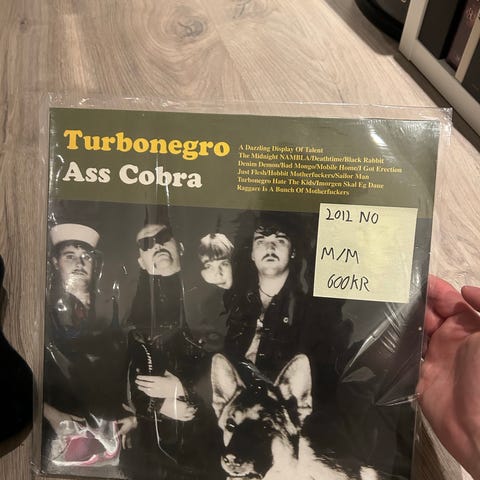 Turbonegro
Ass Cobra
A Dazzling Display Of Talent
The Midnight NAMBLA/Deathtime/Black Rabbit
Denim Demon/Bad Mongo/Mobile Home/I Got Erection
Just Flesh/Hobbit Motherfuckers/Sailor Man
Turbonegro Hate The Kids/Imorgen Skal Eg Daue
Raggare Is A Bunch Of Motherfuckers
2012 NO
M/M
600KR